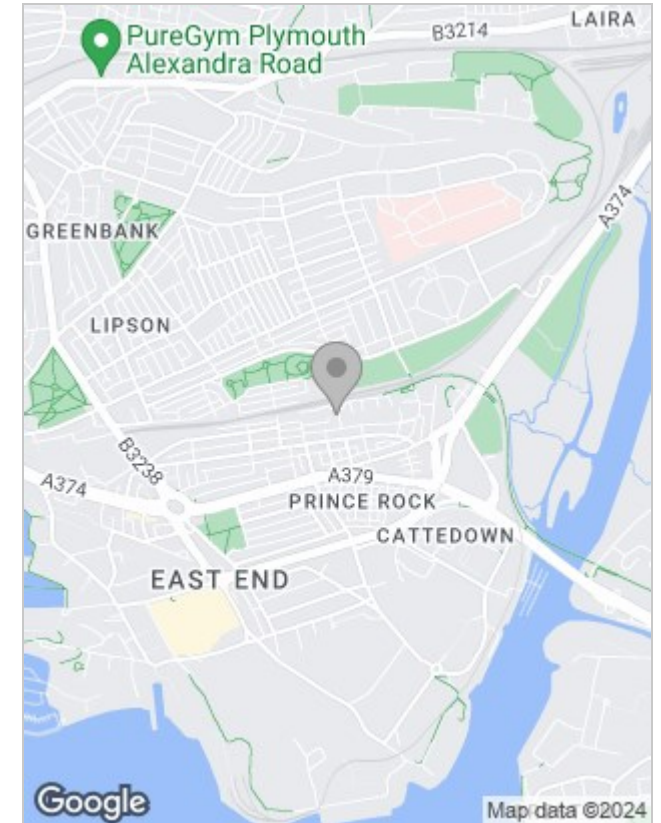 LAIRA
B3214
PureGym Plymouth
Alexandra Road
A374
GREENBANK
LIPSON
B3238
A374
A379
PRINCE ROCK
CATTEDOWN
EAST END
Google
Map data ©2024